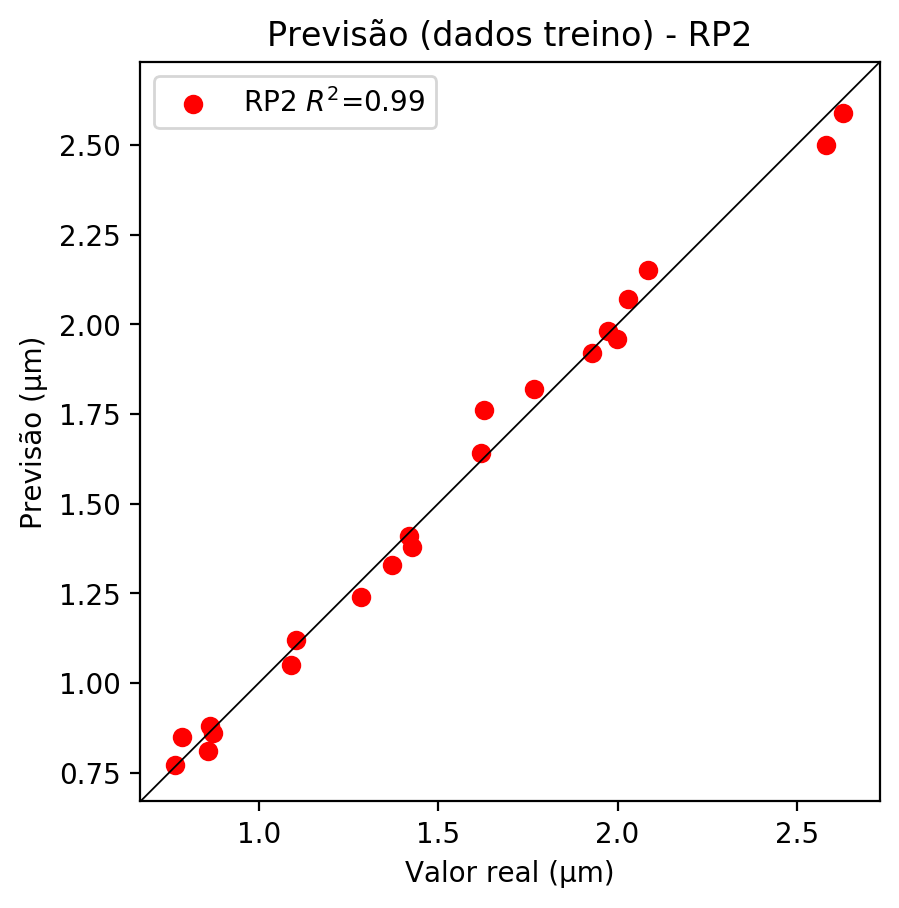 Previsão (dados treino) - RP2
RP2 R²=0.99
2.50
2.25
2.00
1.75
1.50
1.25
1.00
0.75
Previsão (μm)
1.0 1.5 2.0 2.5
Valor real (μm)